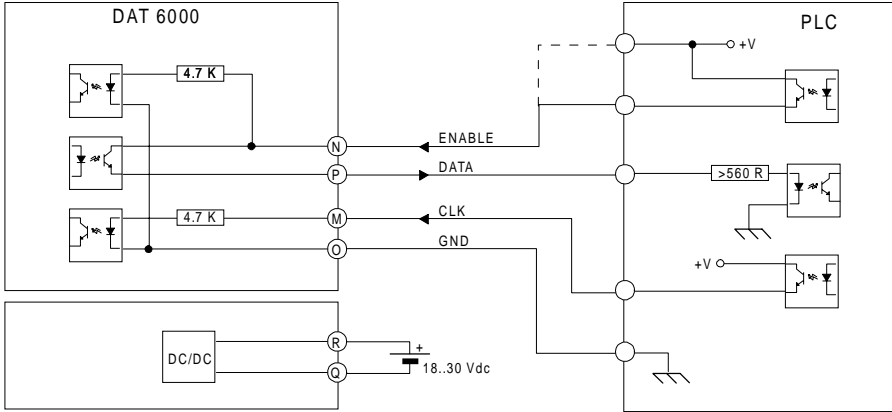 DAT 6000
PLC
4.7 K
+V
ENABLE
N
DATA
P
>560 R
4.7 K
CLK
M
GND
O
+V
DC/DC
R
+
18..30 Vdc
Q